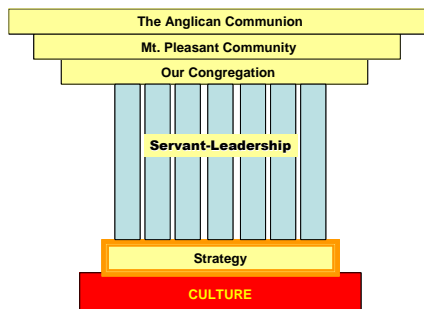 The Anglican Communion
Mt. Pleasant Community
Our Congregation
Servant-Leadership
Strategy
CULTURE